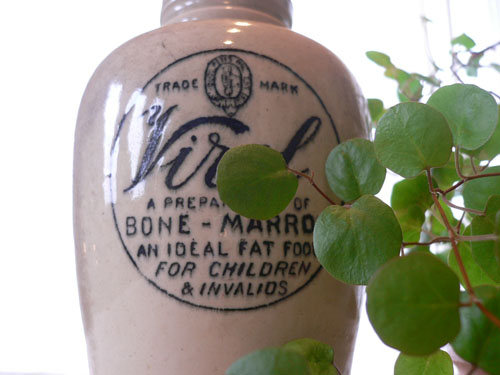 TRADE MARK
Virol
A PREPARATION OF
BONE - MARROW
AN IDEAL FAT FOOD
FOR CHILDREN
& INVALIDS